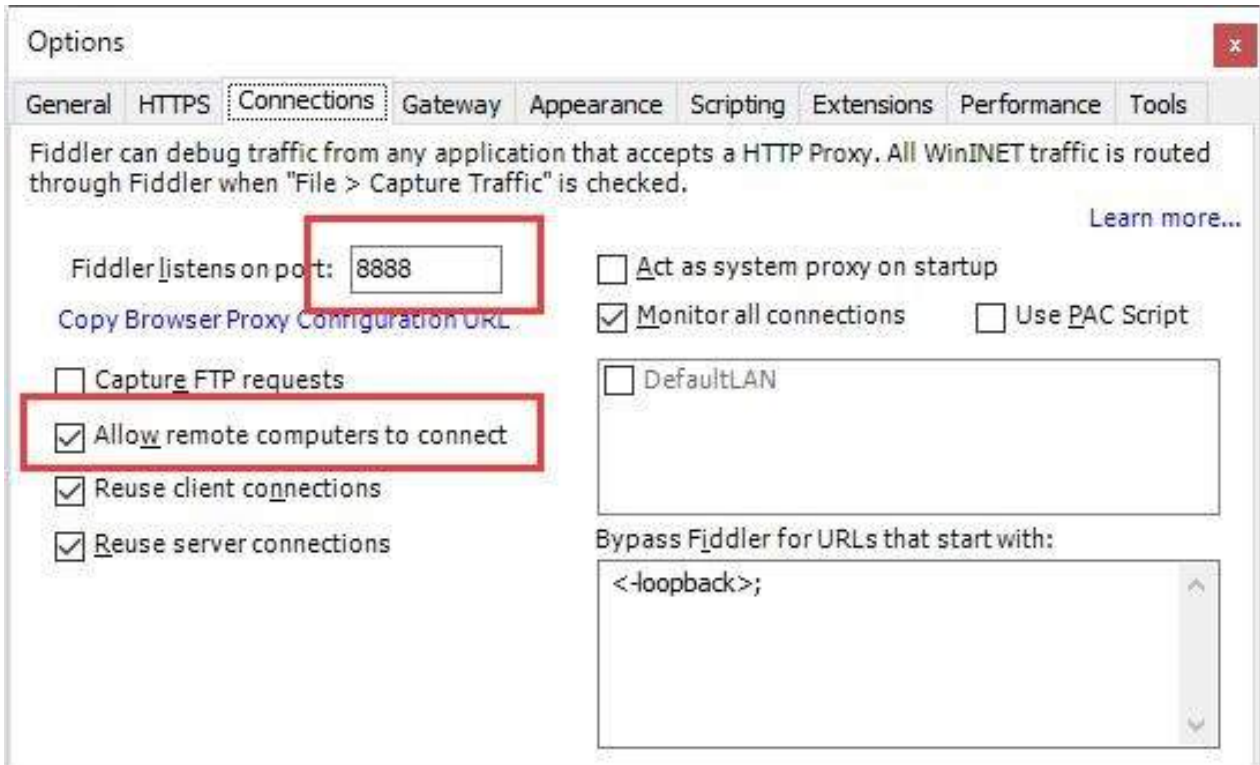 Options
x
General HTTPS Connections Gateway Appearance Scripting Extensions Performance Tools
Fiddler can debug traffic from any application that accepts a HTTP Proxy. All WinINET traffic is routed
through Fiddler when "File > Capture Traffic" is checked.
Learn more...
Fiddler listens on port: 8888
Copy Browser Proxy Configuration URL
Capture FTP requests
Allow remote computers to connect
Reuse client connections
Reuse server connections
Act as system proxy on startup
Monitor all connections Use PAC Script
DefaultLAN
Bypass Fiddler for URLs that start with:
<-loopback>;